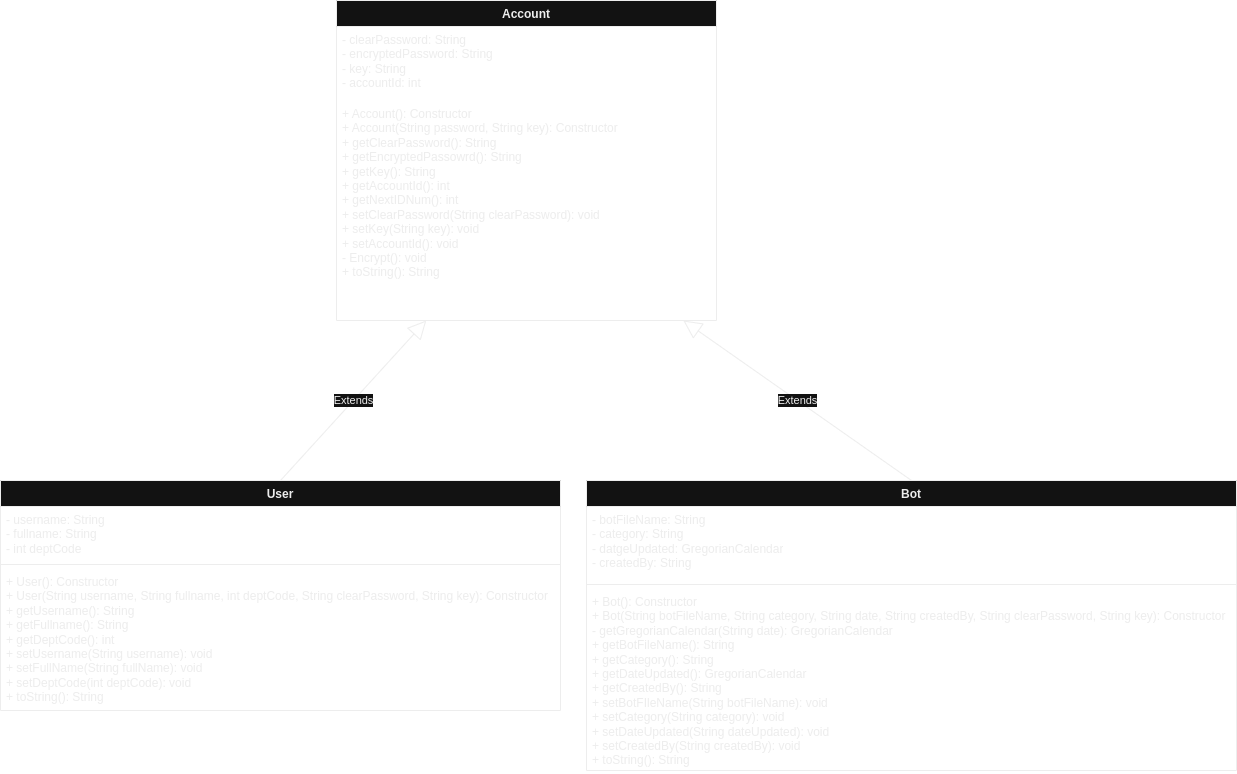 Account
- clearPassword: String
- encryptedPassword: String
- key: String
- accountId: int
+ Account(): Constructor
+ Account(String password, String key): Constructor
+ getClearPassword(): String
+ getEncryptedPassowrd(): String
+ getKey(): String
+ getAccountId(): int
+ getNextIDNum(): int
+ setClearPassword(String clearPassword): void
+ setKey(String key): void
+ setAccountId(): void
- Encrypt(): void
+ toString(): String
Extends
Extends
User
- username: String
- fullname: String
- int deptCode
+ User(): Constructor
+ User(String username, String fullname, int deptCode, String clearPassword, String key): Constructor
+ getUsername(): String
+ getFullname(): String
+ getDeptCode(): int
+ setUsername(String username): void
+ setFullName(String fullName): void
+ setDeptCode(int deptCode): void
+ toString(): String
Bot
- botFileName: String
- category: String
- datgeUpdated: GregorianCalendar
- createdBy: String
+ Bot(): Constructor
+ Bot(String botFileName, String category, String date, String createdBy, String clearPassword, String key): Constructor
- getGregorianCalendar(String date): GregorianCalendar
+ getBotFileName(): String
+ getCategory(): String
+ getDateUpdated(): GregorianCalendar
+ getCreatedBy(): String
+ setBotFIleName(String botFileName): void
+ setCategory(String category): void
+ setDateUpdated(String dateUpdated): void
+ setCreatedBy(String createdBy): void
+ toString(): String